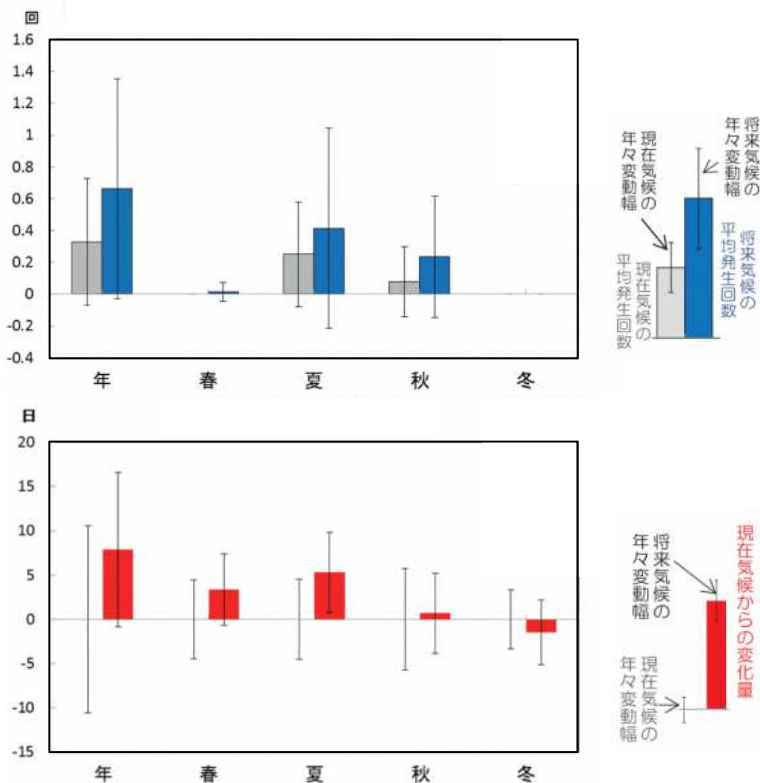 回
1.6
1.4
1.2
1
0.8
0.6
0.4
0.2
0
-0.2
-0.4
年 春 夏 秋 冬
将来気候の
年々変動幅
現在気候の
年々変動幅
将来気候の
平均発生回数
現在気候の
平均発生回数
日
20
15
10
5
0
-5
-10
-15
年 春 夏 秋 冬
現在気候からの変化量
将来気候の
年々変動幅
現在気候の
年々変動幅